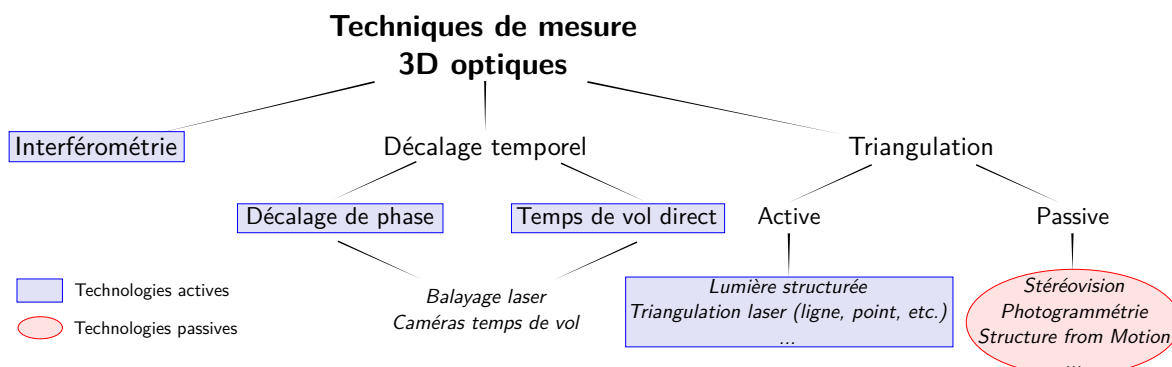 Techniques de mesure
3D optiques
Interférométrie
Décalage temporel
Triangulation
Décalage de phase
Temps de vol direct
Active
Passive
Technologies actives
Technologies passives
Balayage laser
Caméras temps de vol
Lumière structurée
Triangulation laser (ligne, point, etc.)
...
Stéréovision
Photogrammétrie
Structure from Motion
...